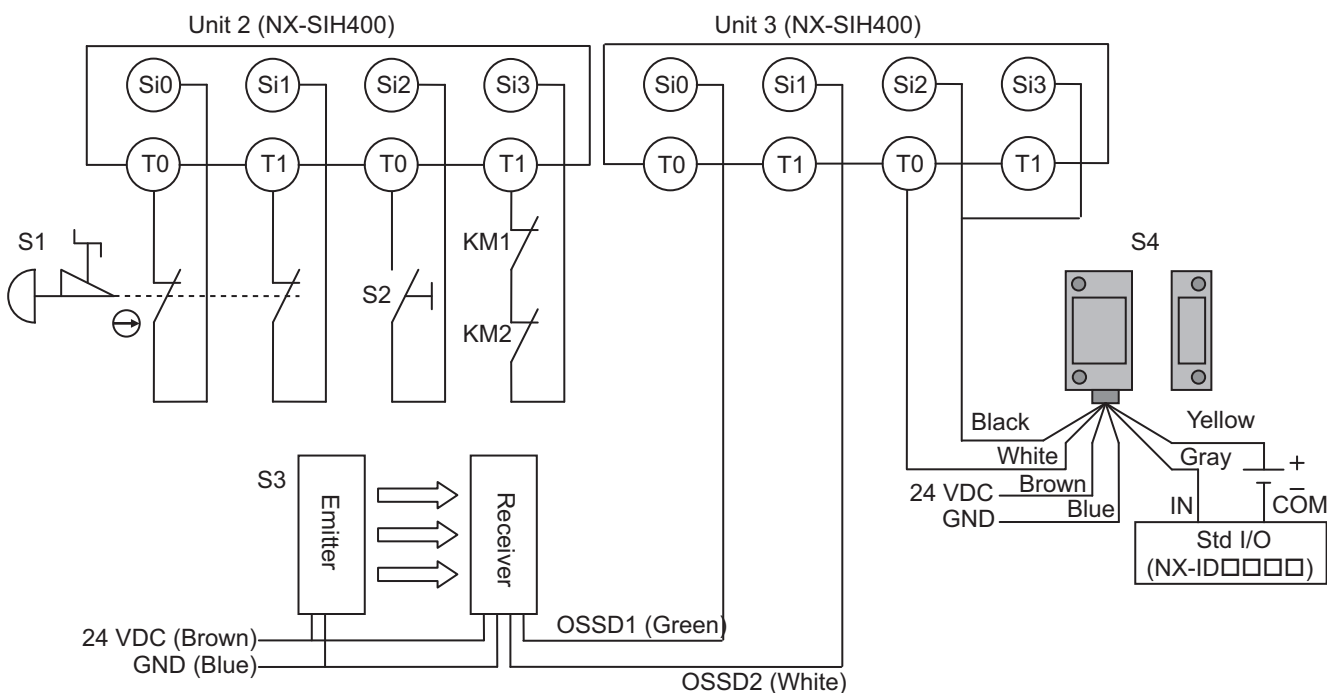 Unit 2 (NX-SIH400)
Unit 3 (NX-SIH400)
Si0 Si1 Si2 Si3
Si0 Si1 Si2 Si3
T0 T1 T0 T1
T0 T1 T0 T1
S1
KM1
S2
KM2
S4
Black
Yellow
White
Gray
+
24 VDC
Brown
–
GND
Blue
IN
COM
Std I/O
(NX-ID□□□□)
S3
Emitter
Receiver
24 VDC (Brown)
OSSD1 (Green)
GND (Blue)
OSSD2 (White)